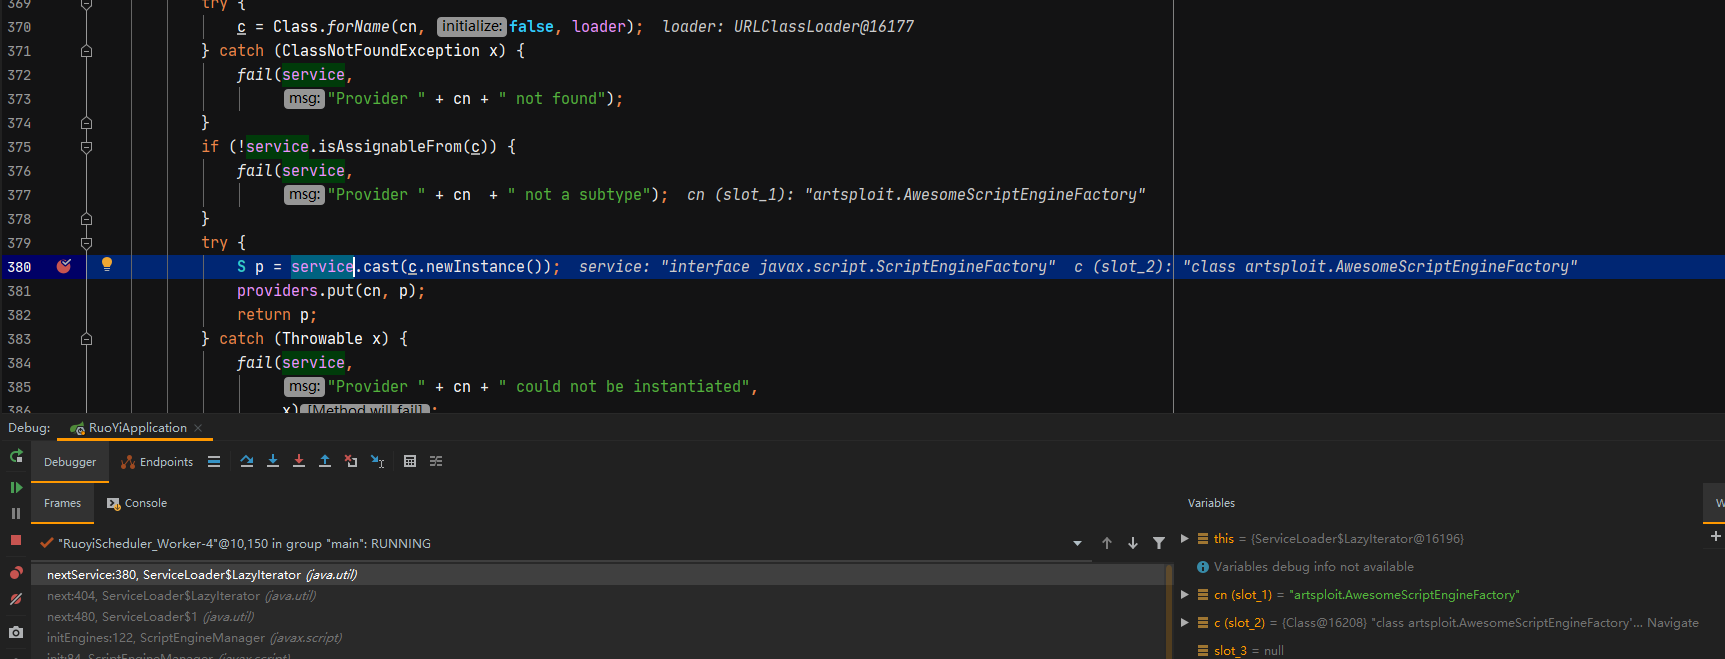 369 try {
370 c = Class.forName(cn, initialize: false, loader); loader: URLClassLoader@16177
371 } catch (ClassNotFoundException x) {
372 fail(service,
373 msg: "Provider " + cn + " not found");
374 }
375 if (!service.isAssignableFrom(c)) {
376 fail(service,
377 msg: "Provider " + cn + " not a subtype"); cn (slot_1): "artsploit.AwesomeScriptEngineFactory"
378 }
379 try {
380 S p = service.cast(c.newInstance()); service: "interface javax.script.ScriptEngineFactory" c (slot_2): "class artsploit.AwesomeScriptEngineFactory"
381 providers.put(cn, p);
382 return p;
383 } catch (Throwable x) {
384 fail(service,
385 msg: "Provider " + cn + " could not be instantiated",
386 x) [Method will fail] ;
Debug: RuoYiApplication
Debugger Endpoints
Frames Console Variables W
"RuoyiScheduler_Worker-4"@10,150 in group "main": RUNNING
nextService:380, ServiceLoader$LazyIterator (java.util)
next:404, ServiceLoader$LazyIterator (java.util)
next:480, ServiceLoader$1 (java.util)
initEngines:122, ScriptEngineManager (javax.script)
init:84, ScriptEngineManager (javax.script)
this = {ServiceLoader$LazyIterator@16196}
Variables debug info not available
cn (slot_1) = "artsploit.AwesomeScriptEngineFactory"
c (slot_2) = {Class@16208} "class artsploit.AwesomeScriptEngineFactory"... Navigate
slot_3 = null